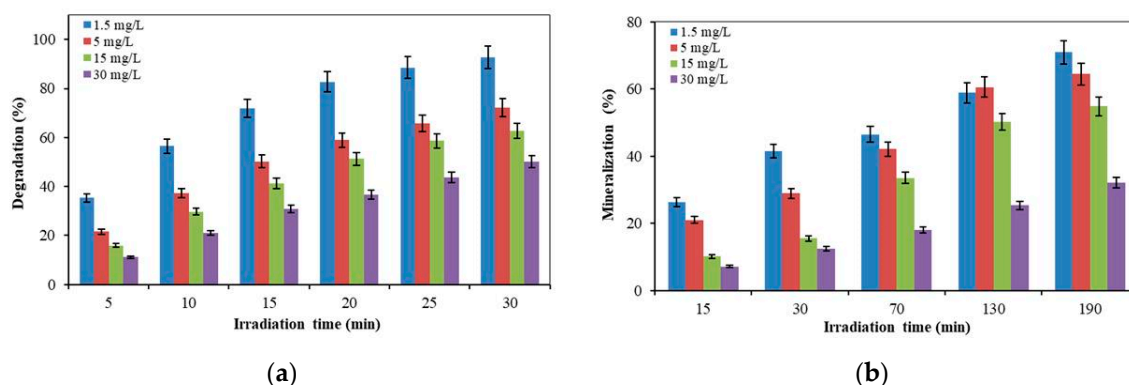 1.5 mg/L
5 mg/L
15 mg/L
30 mg/L
100
80
60
40
20
0
Degradation (%)
5 10 15 20 25 30
Irradiation time (min)
(a)
1.5 mg/L
5 mg/L
15 mg/L
30 mg/L
80
60
40
20
0
Mineralization (%)
15 30 70 130 190
Irradiation time (min)
(b)